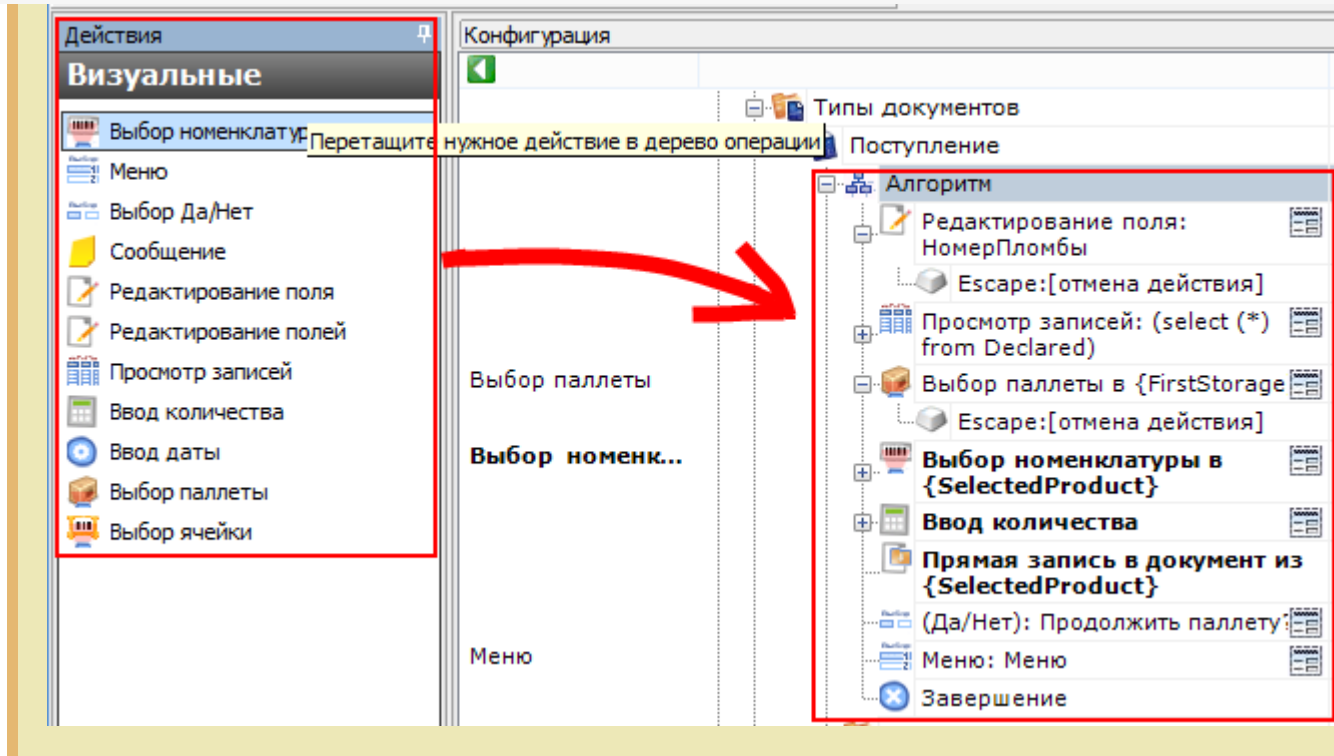 Действия
Визуальные
Выбор номенклатур
Перетащите нужное действие в дерево операции
Меню
Выбор Да/Нет
Сообщение
Редактирование поля
Редактирование полей
Просмотр записей
Ввод количества
Ввод даты
Выбор паллеты
Выбор ячейки
Конфигурация
Типы документов
Поступление
Алгоритм
Редактирование поля:
НомерПломбы
Escape:[отмена действия]
Просмотр записей: (select (*)
from Declared)
Выбор паллеты
Выбор паллеты в {FirstStorage
Escape:[отмена действия]
Выбор номенк...
Выбор номенклатуры в
{SelectedProduct}
Ввод количества
Прямая запись в документ из
{SelectedProduct}
(Да/Нет): Продолжить паллету?
Меню
Меню: Меню
Завершение